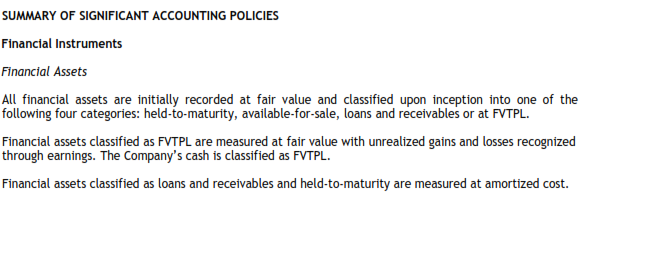 SUMMARY OF SIGNIFICANT ACCOUNTING POLICIES
Financial Instruments
Financial Assets
All financial assets are initially recorded at fair value and classified upon inception into one of the
following four categories: held-to-maturity, available-for-sale, loans and receivables or at FVTPL.
Financial assets classified as FVTPL are measured at fair value with unrealized gains and losses recognized
through earnings. The Company's cash is classified as FVTPL.
Financial assets classified as loans and receivables and held-to-maturity are measured at amortized cost.